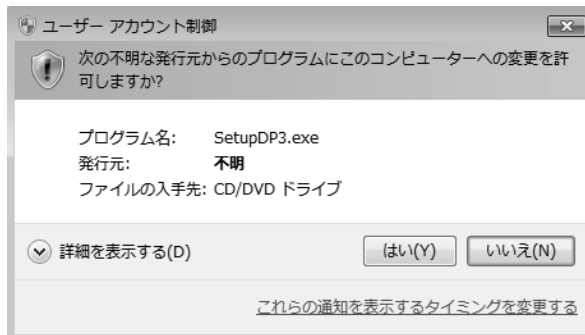 ユーザー アカウント制御
次の不明な発行元からのプログラムにこのコンピューターへの変更を許
可しますか?
プログラム名: SetupDP3.exe
発行元: 不明
ファイルの入手先: CD/DVD ドライブ
詳細を表示する(D) はい(Y) いいえ(N)
これらの通知を表示するタイミングを変更する